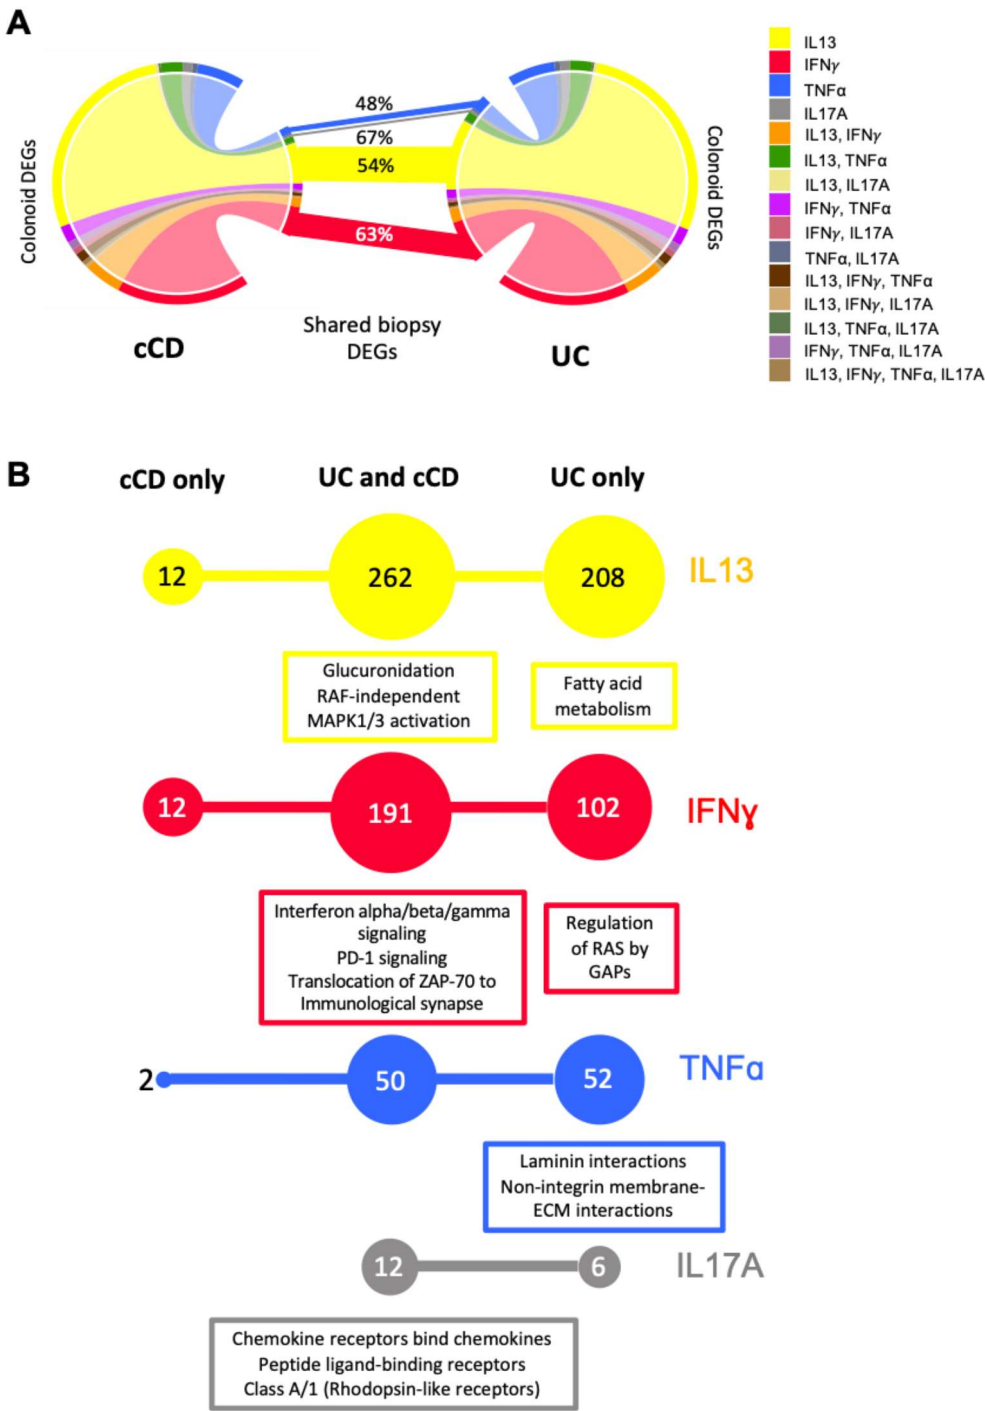 A
48%
67%
54%
63%
Colonoid DEGs
Colonoid DEGs
cCD
Shared biopsy
DEGs
UC
IL13
IFNγ
TNFα
IL17A
IL13, IFNγ
IL13, TNFα
IL13, IL17A
IFNγ, TNFα
IFNγ, IL17A
TNFα, IL17A
IL13, IFNγ, TNFα
IL13, IFNγ, IL17A
IL13, TNFα, IL17A
IFNγ, TNFα, IL17A
IL13, IFNγ, TNFα, IL17A
B
cCD only
UC and cCD
UC only
12
262
208
IL13
Glucuronidation
RAF-independent
MAPK1/3 activation
Fatty acid
metabolism
12
191
102
IFNγ
Interferon alpha/beta/gamma
signaling
PD-1 signaling
Translocation of ZAP-70 to
Immunological synapse
Regulation
of RAS by
GAPs
2
50
52
TNFα
Laminin interactions
Non-integrin membrane-
ECM interactions
12
6
IL17A
Chemokine receptors bind chemokines
Peptide ligand-binding receptors
Class A/1 (Rhodopsin-like receptors)